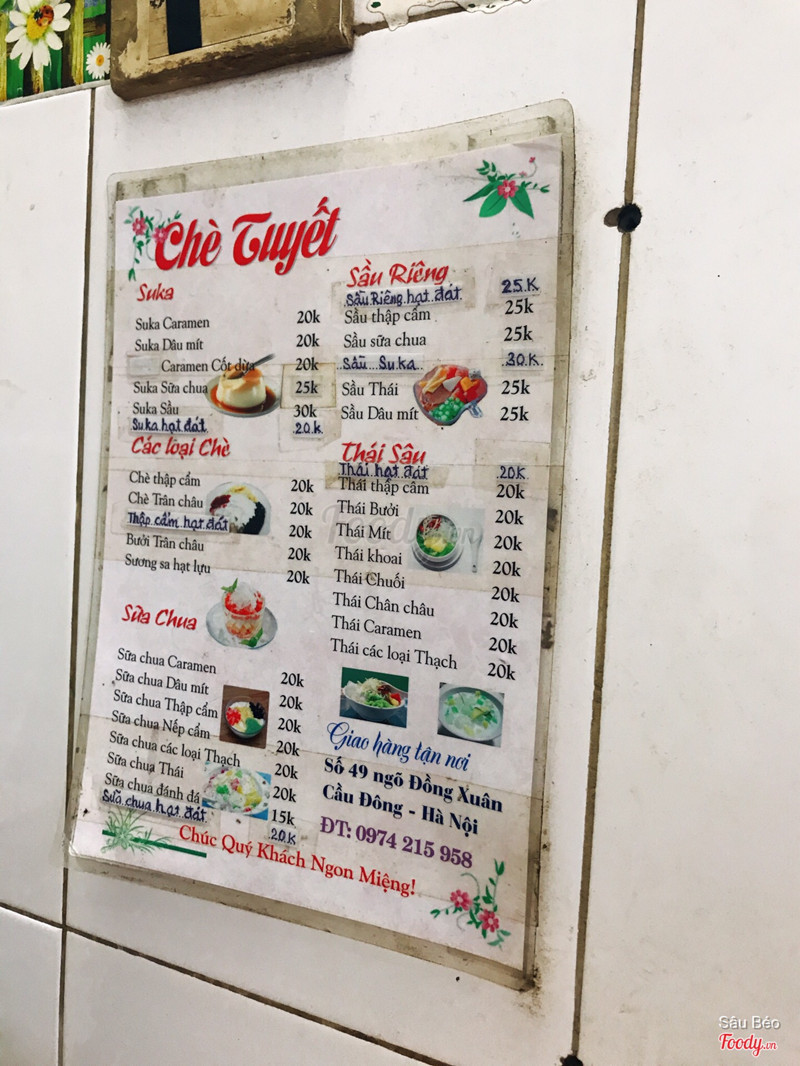 Chè Tuyết
Suka
Suka Caramen 20k
Suka Dâu mít 20k
Caramen Cốt dừa 20k
Suka Sữa chua 25k
Suka Sầu 30k
Suka hạt đát 20.K
Các loại Chè
Chè thập cẩm 20k
Chè Trân châu 20k
Thập cẩm hạt đát 20k
Bưởi Trân châu 20k
Sương sa hạt lựu 20k
Sữa Chua
Sữa chua Caramen 20k
Sữa chua Dâu mít 20k
Sữa chua Thập cẩm 20k
Sữa chua Nếp cẩm 20k
Sữa chua các loại Thạch 20k
Sữa chua Thái 20k
Sữa chua đánh đá 15k
Sữa chua hạt đát 20.K
Sầu Riêng
Sầu Riêng hạt đát 25.K
Sầu thập cẩm 25k
Sầu sữa chua 25k
Sầu Suka 30.K
Sầu Thái 25k
Sầu Dâu mít 25k
Thái Sâu
Thái hạt đát 20K
Thái thập câm 20k
Thái Bưởi 20k
Thái Mít 20k
Thái khoai 20k
Thái Chuối 20k
Thái Chân châu 20k
Thái Caramen 20k
Thái các loại Thạch 20k
Giao hàng tận nơi
Số 49 ngõ Đồng Xuân
Cầu Đông - Hà Nội
ĐT: 0974 215 958
Chúc Quý Khách Ngon Miệng!
Foody.vn
Sâu Béo
Foody.vn